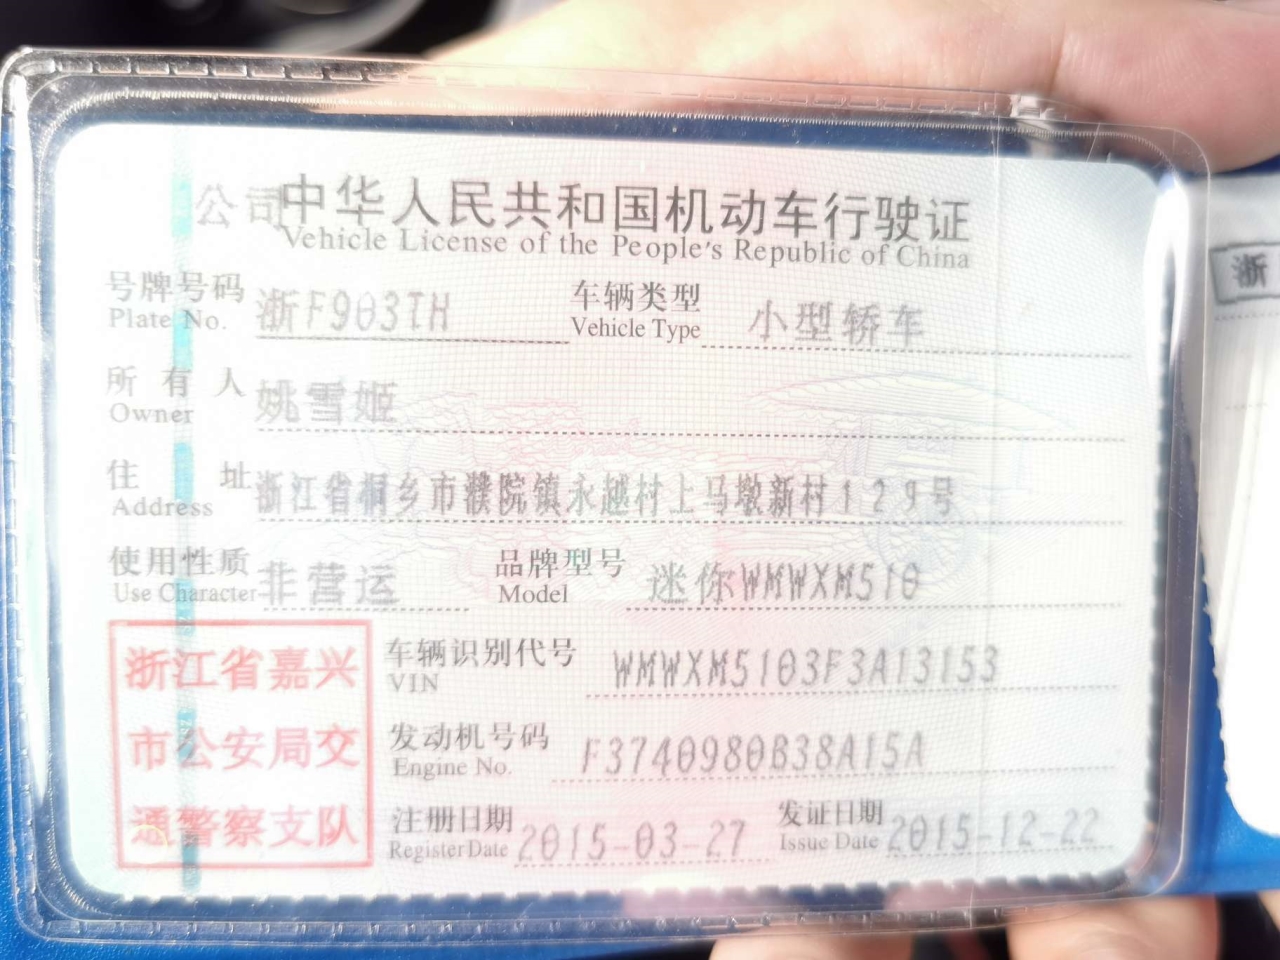 公司中华人民共和国机动车行驶证
Vehicle License of the People's Republic of China
号牌号码 浙F903TH 车辆类型 小型轿车
Plate No. Vehicle Type
所有人 姚雪姬
Owner
住址 浙江省桐乡市濮院镇永越村上马墩新村129号
Address
使用性质 非营运 品牌型号 迷你WMWXM510
Use Character Model
浙江省嘉兴
市公安局交
通警察支队
车辆识别代号 WMWXM5103F3A13153
VIN
发动机号码 F3740980B38A15A
Engine No.
注册日期 2015-03-27 发证日期 2015-12-22
Register Date Issue Date
浙